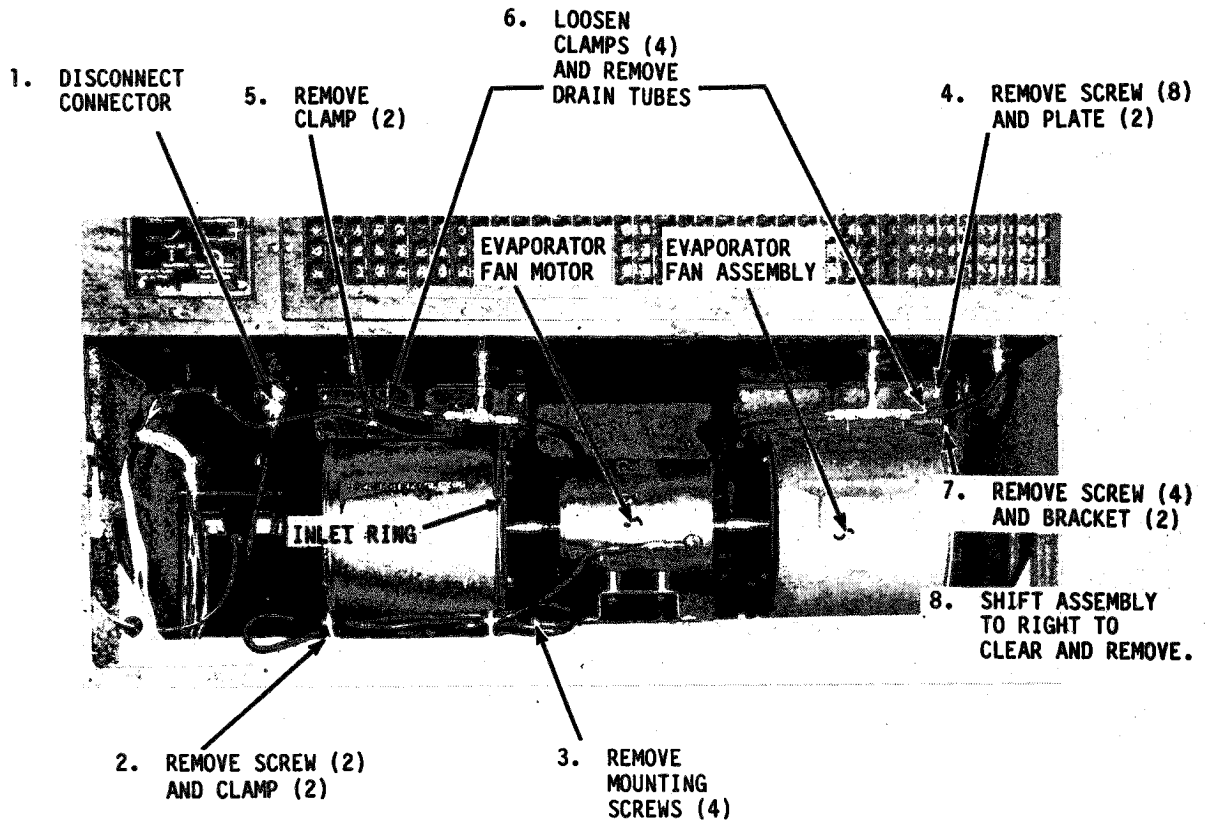 1. DISCONNECT
CONNECTOR
5. REMOVE
CLAMP (2)
6. LOOSEN
CLAMPS (4)
AND REMOVE
DRAIN TUBES
4. REMOVE SCREW (8)
AND PLATE (2)
EVAPORATOR
FAN MOTOR
EVAPORATOR
FAN ASSEMBLY
INLET RING
7. REMOVE SCREW (4)
AND BRACKET (2)
8. SHIFT ASSEMBLY
TO RIGHT TO
CLEAR AND REMOVE.
2. REMOVE SCREW (2)
AND CLAMP (2)
3. REMOVE
MOUNTING
SCREWS (4)